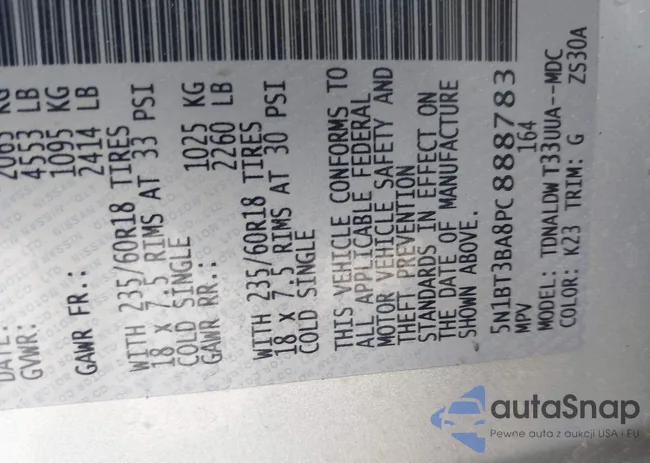 DATE:
GVWR: 2065 KG
4553 LB
GAWR FR.: 1095 KG
2414 LB
WITH 235/60R18 TIRES
18 X 7.5 RIMS AT 33 PSI
COLD SINGLE
GAWR RR.: 1025 KG
2260 LB
WITH 235/60R18 TIRES
18 X 7.5 RIMS AT 30 PSI
COLD SINGLE
THIS VEHICLE CONFORMS TO
ALL APPLICABLE FEDERAL
MOTOR VEHICLE SAFETY AND
THEFT PREVENTION
STANDARDS IN EFFECT ON
THE DATE OF MANUFACTURE
SHOWN ABOVE.
5N1BT3BA8PC888783
MPV 164
MODEL: TDNALDWT33UUA--MDC
COLOR: K23 TRIM: G ZS30A
autaSnap
Pewne auta z aukcji USA i EU